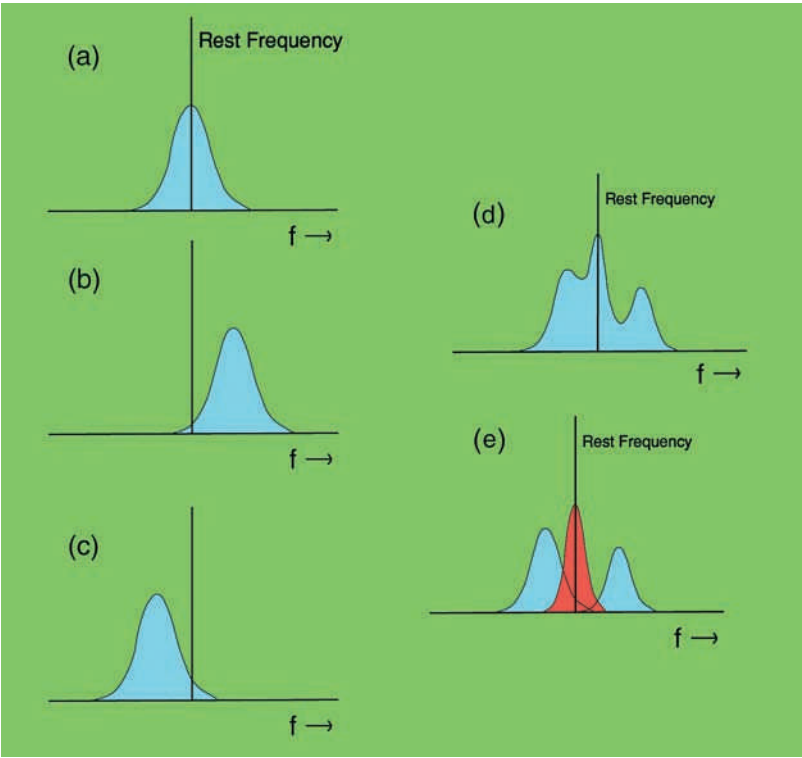 (a)
Rest Frequency
f →
(b)
f →
(c)
f →
(d)
Rest Frequency
f →
(e)
Rest Frequency
f →